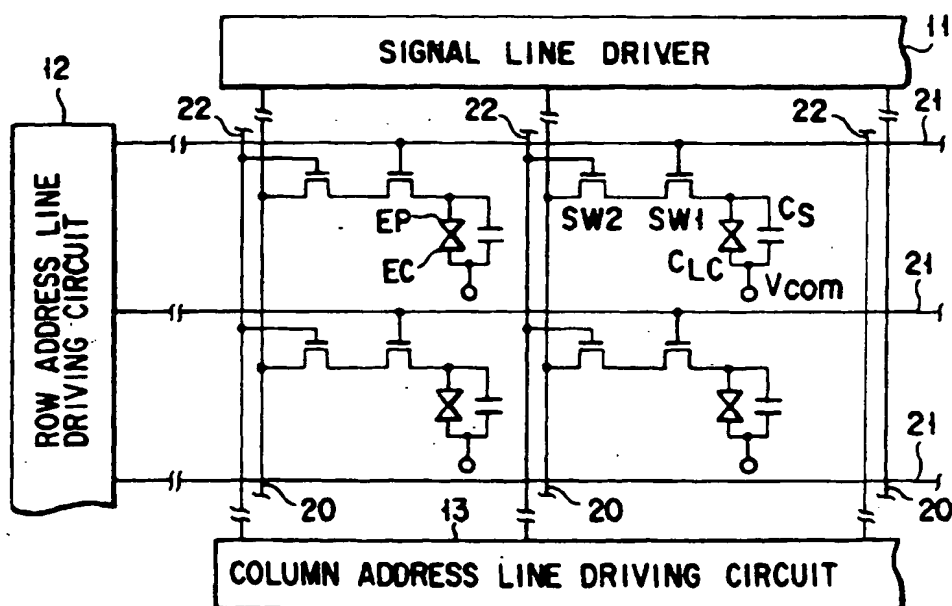 11
SIGNAL LINE DRIVER
12
22 22 22 21
ROW ADDRESS LINE
DRIVING CIRCUIT
EP SW2 SW1 CS
EC CLC
Vcom
21
21
20 13 20 20
COLUMN ADDRESS LINE DRIVING CIRCUIT